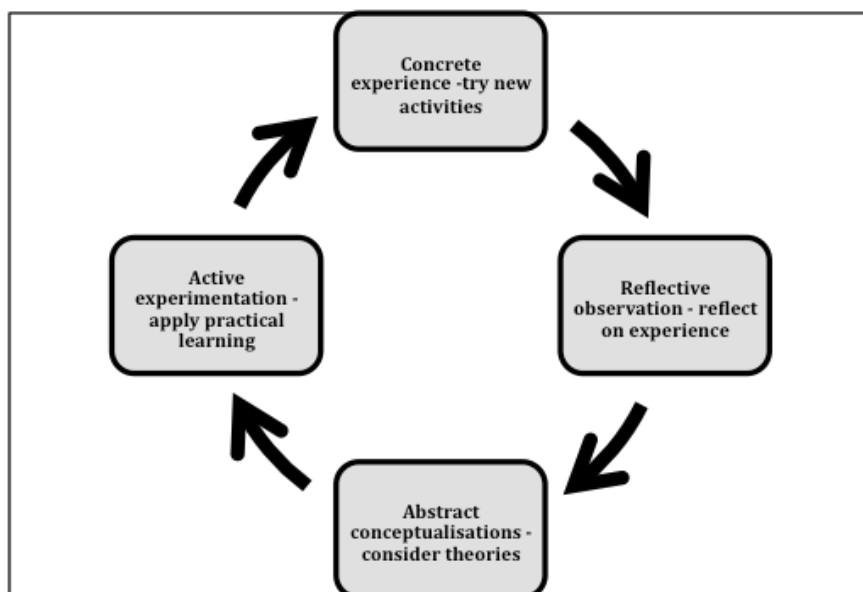 Concrete
experience -try new
activities
Reflective
observation - reflect
on experience
Abstract
conceptualisations -
consider theories
Active
experimentation -
apply practical
learning